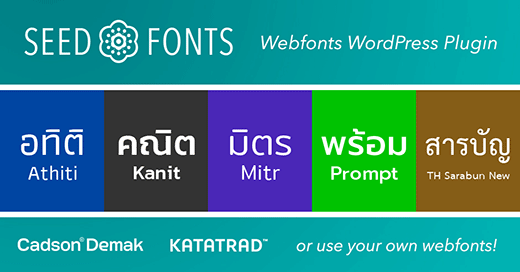 SEED FONTS
Webfonts WordPress Plugin
อทิติ
Athiti
คณิต
Kanit
มิตร
Mitr
พร้อม
Prompt
สารบัญ
TH Sarabun New
Cadson® Demak
KATATRAD™
or use your own webfonts!